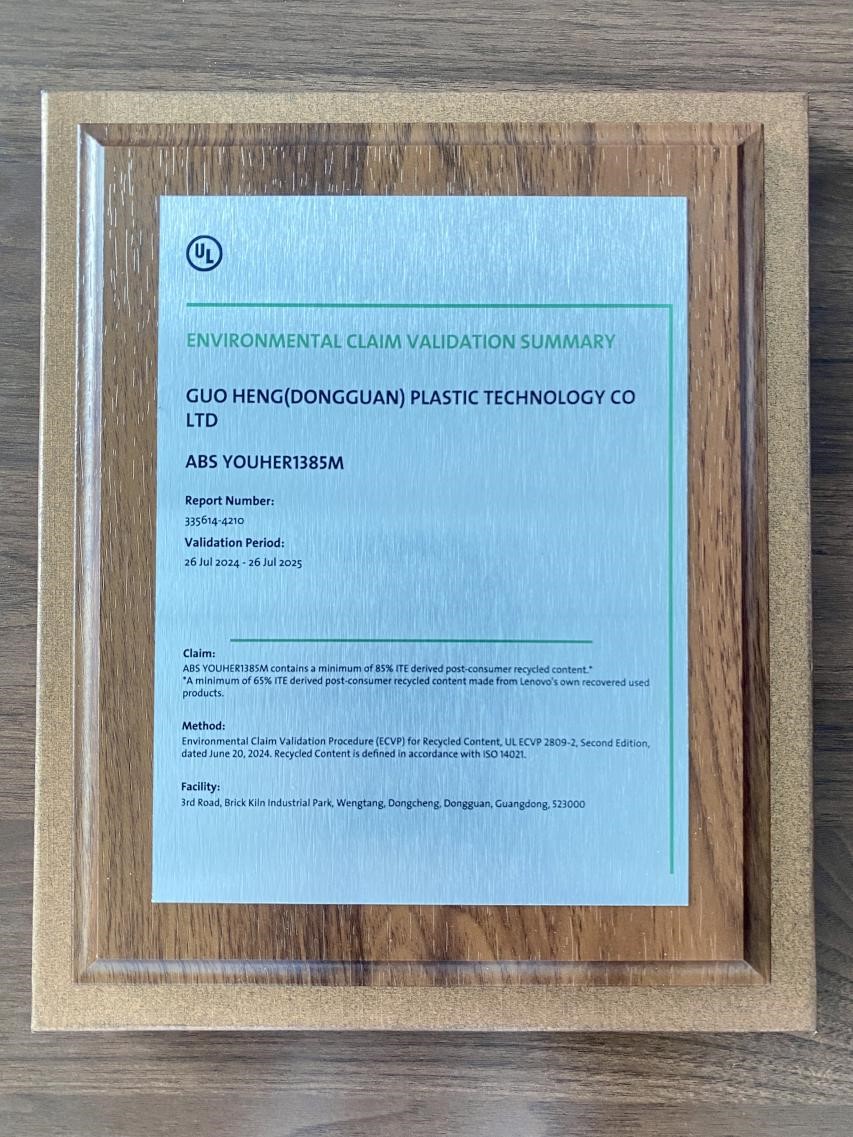 UL
ENVIRONMENTAL CLAIM VALIDATION SUMMARY
GUO HENG(DONGGUAN) PLASTIC TECHNOLOGY CO
LTD
ABS YOUHER1385M
Report Number:
335614-4210
Validation Period:
26 Jul 2024 - 26 Jul 2025
Claim:
ABS YOUHER1385M contains a minimum of 85% ITE derived post-consumer recycled content.*
*A minimum of 65% ITE derived post-consumer recycled content made from Lenovo's own recovered used
products.
Method:
Environmental Claim Validation Procedure (ECVP) for Recycled Content, UL ECVP 2809-2, Second Edition,
dated June 20, 2024. Recycled Content is defined in accordance with ISO 14021.
Facility:
3rd Road, Brick Kiln Industrial Park, Wengtang, Dongcheng, Dongguan, Guangdong, 523000